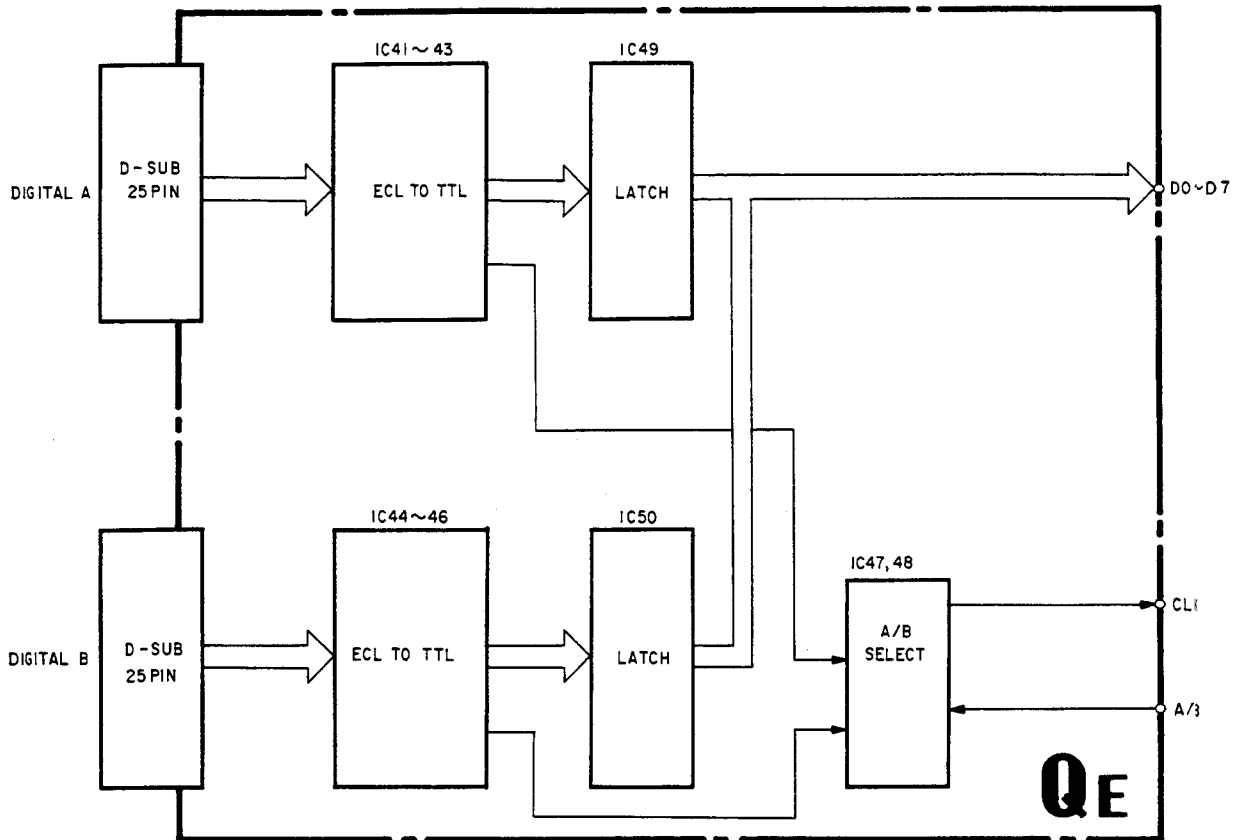 IC41~43
IC49
D-SUB
25PIN
DIGITAL A
ECL TO TTL
LATCH
D0~D7
IC44~46
IC50
IC47,48
D-SUB
25PIN
DIGITAL B
ECL TO TTL
LATCH
A/B
SELECT
QE